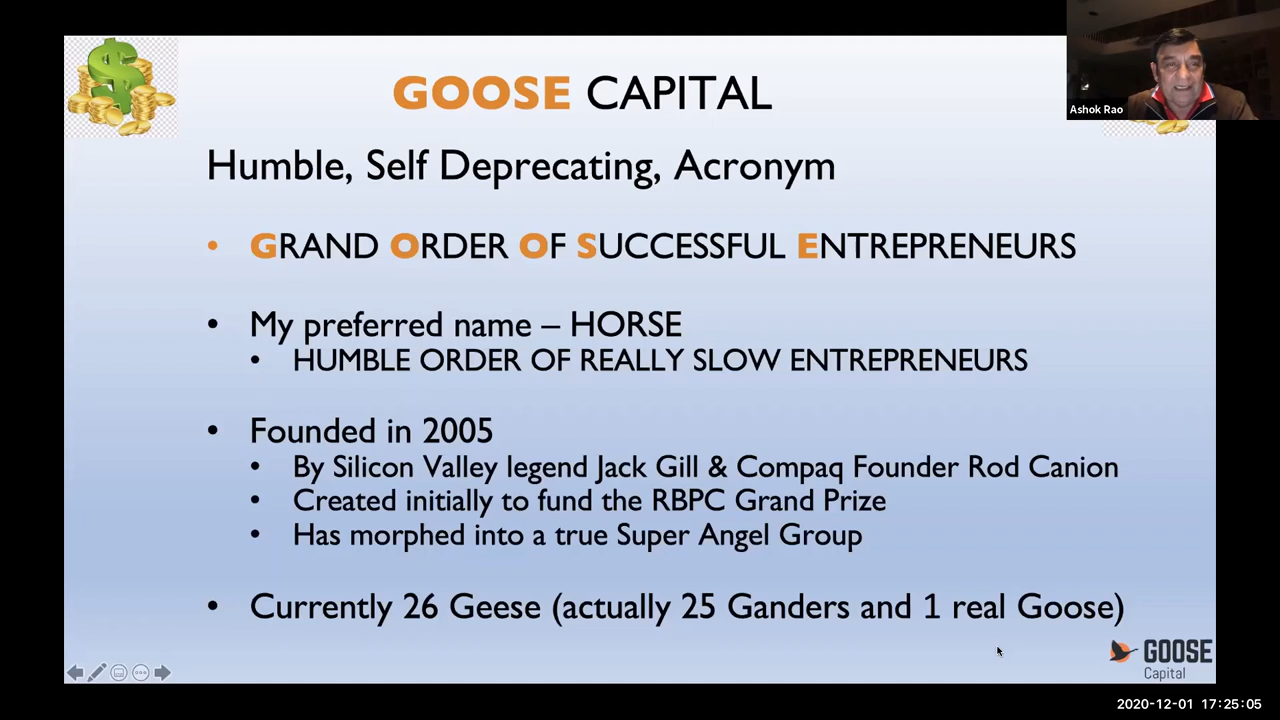 GOOSE CAPITAL
Ashok Rao
Humble, Self Deprecating, Acronym
• GRAND ORDER OF SUCCESSFUL ENTREPRENEURS
• My preferred name – HORSE
• HUMBLE ORDER OF REALLY SLOW ENTREPRENEURS
• Founded in 2005
• By Silicon Valley legend Jack Gill & Compaq Founder Rod Canion
• Created initially to fund the RBPC Grand Prize
• Has morphed into a true Super Angel Group
• Currently 26 Geese (actually 25 Ganders and 1 real Goose)
GOOSE
Capital
2020-12-01 17:25:05